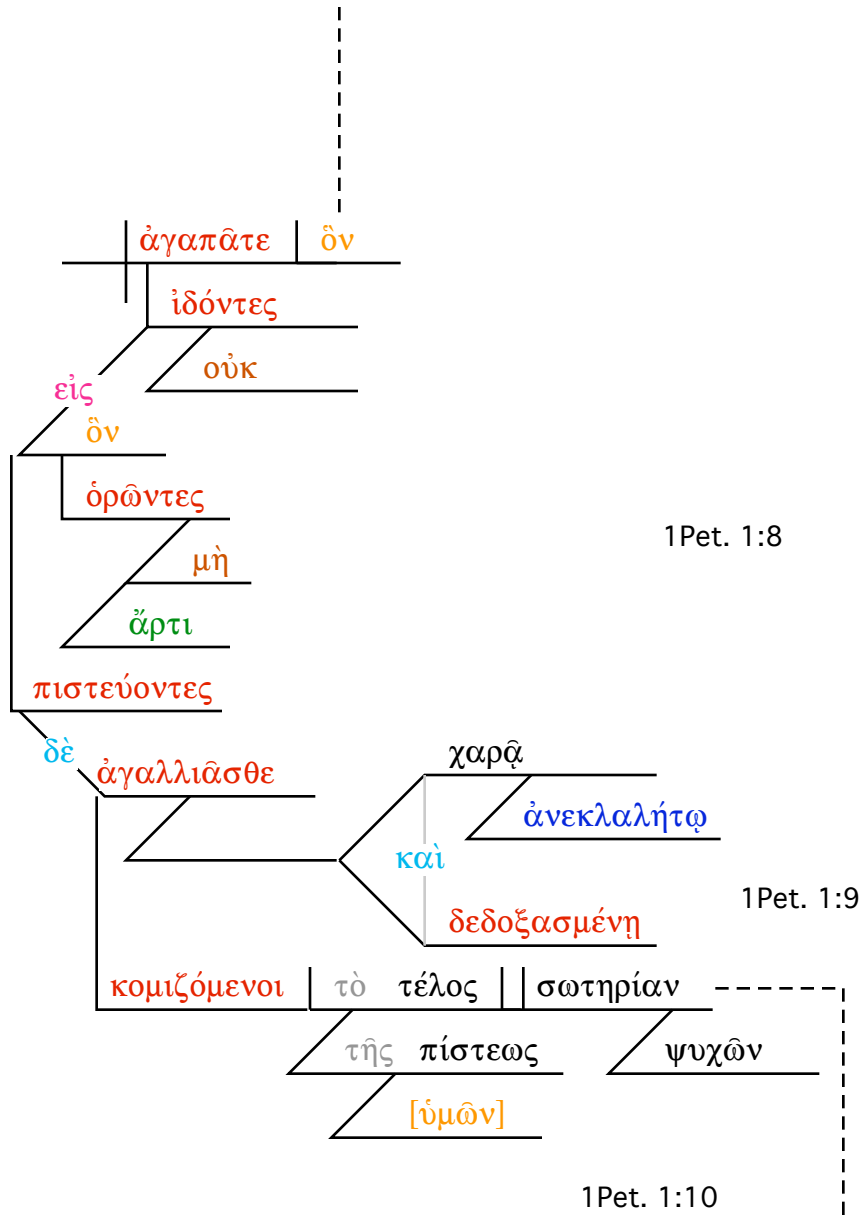 ἀγαπᾶτε ὃν
ἰδόντες
οὐκ
εἰς
ὃν
ὁρῶντες
1Pet. 1:8
μὴ
ἄρτι
πιστεύοντες
δὲ
ἀγαλλιᾶσθε
χαρᾷ
ἀνεκλαλήτῳ
καὶ
1Pet. 1:9
δεδοξασμένῃ
κομιζόμενοι τὸ τέλος σωτηρίαν
τῆς πίστεως ψυχῶν
[ὑμῶν]
1Pet. 1:10